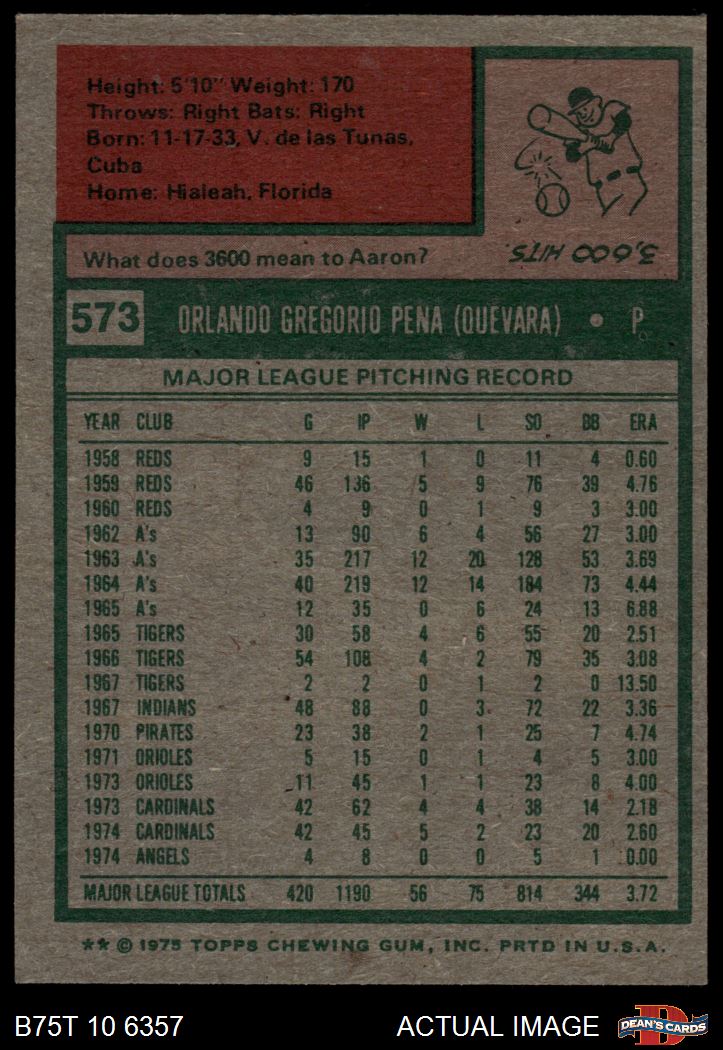 Height: 5'10" Weight: 170
Throws: Right Bats: Right
Born: 11-17-33, V. de las Tunas,
Cuba
Home: Hialeah, Florida
What does 3600 mean to Aaron?
3,600 HITS.
573 ORLANDO GREGORIO PENA (QUEVARA) • P
MAJOR LEAGUE PITCHING RECORD
YEAR CLUB G IP W L SO BB ERA
1958 REDS 9 15 1 0 11 4 0.60
1959 REDS 46 136 5 9 76 39 4.76
1960 REDS 4 9 0 1 9 3 3.00
1962 A's 13 90 6 4 56 27 3.00
1963 A's 35 217 12 20 128 53 3.69
1964 A's 40 219 12 14 184 73 4.44
1965 A's 12 35 0 6 24 13 6.88
1965 TIGERS 30 58 4 6 55 20 2.51
1966 TIGERS 54 108 4 2 79 35 3.08
1967 TIGERS 2 2 0 1 2 0 13.50
1967 INDIANS 48 88 0 3 72 22 3.36
1970 PIRATES 23 38 2 1 25 7 4.74
1971 ORIOLES 5 15 0 1 4 5 3.00
1973 ORIOLES 11 45 1 1 23 8 4.00
1973 CARDINALS 42 62 4 4 38 14 2.18
1974 CARDINALS 42 45 5 2 23 20 2.60
1974 ANGELS 4 8 0 0 5 1 0.00
MAJOR LEAGUE TOTALS 420 1190 56 75 814 344 3.72
** © 1975 TOPPS CHEWING GUM, INC. PRTD IN U.S.A.
B75T 10 6357 ACTUAL IMAGE DEAN'S CARDS